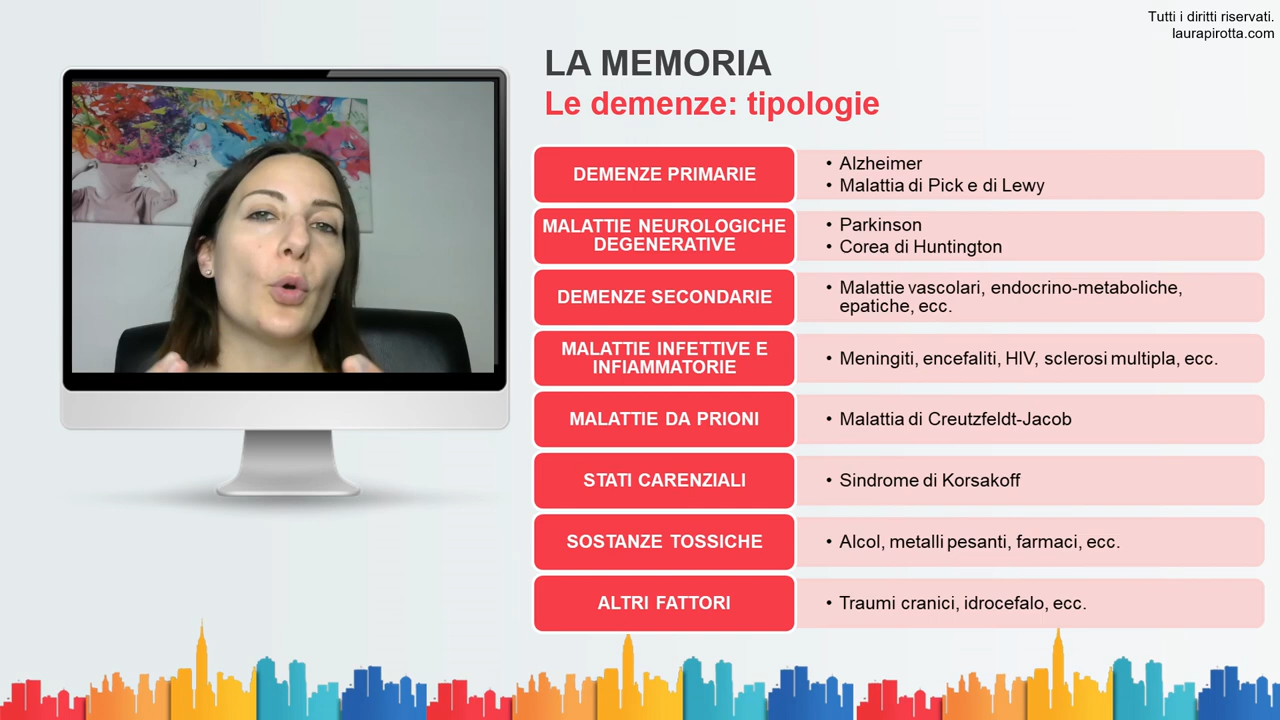 Tutti i diritti riservati.
laurapirotta.com
LA MEMORIA
Le demenze: tipologie
DEMENZE PRIMARIE
• Alzheimer
• Malattia di Pick e di Lewy
MALATTIE NEUROLOGICHE
DEGENERATIVE
• Parkinson
• Corea di Huntington
DEMENZE SECONDARIE
• Malattie vascolari, endocrino-metaboliche,
epatiche, ecc.
MALATTIE INFETTIVE E
INFIAMMATORIE
• Meningiti, encefaliti, HIV, sclerosi multipla, ecc.
MALATTIE DA PRIONI
• Malattia di Creutzfeldt-Jacob
STATI CARENZIALI
• Sindrome di Korsakoff
SOSTANZE TOSSICHE
• Alcol, metalli pesanti, farmaci, ecc.
ALTRI FATTORI
• Traumi cranici, idrocefalo, ecc.